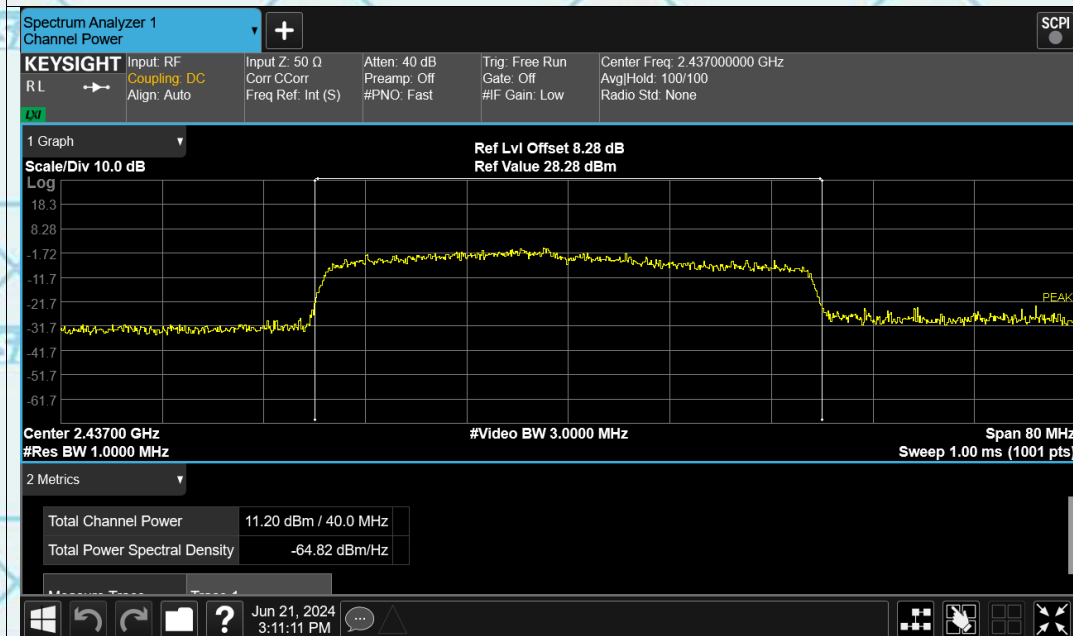 Spectrum Analyzer 1
Channel Power
+
SCPI
KEYSIGHT
R L
LXI
Input: RF
Coupling: DC
Align: Auto
Input Z: 50 Ω
Corr CCorr
Freq Ref: Int (S)
Atten: 40 dB
Preamp: Off
#PNO: Fast
Trig: Free Run
Gate: Off
#IF Gain: Low
Center Freq: 2.437000000 GHz
Avg|Hold: 100/100
Radio Std: None
1 Graph
Scale/Div 10.0 dB
Ref Lvl Offset 8.28 dB
Ref Value 28.28 dBm
Log
18.3
8.28
-1.72
-11.7
-21.7
-31.7
-41.7
-51.7
-61.7
PEAK
Center 2.43700 GHz
#Video BW 3.0000 MHz
Span 80 MHz
#Res BW 1.0000 MHz
Sweep 1.00 ms (1001 pts)
2 Metrics
Total Channel Power 11.20 dBm / 40.0 MHz
Total Power Spectral Density -64.82 dBm/Hz
Measure Trace Trace 1
?
Jun 21, 2024
3:11:11 PM